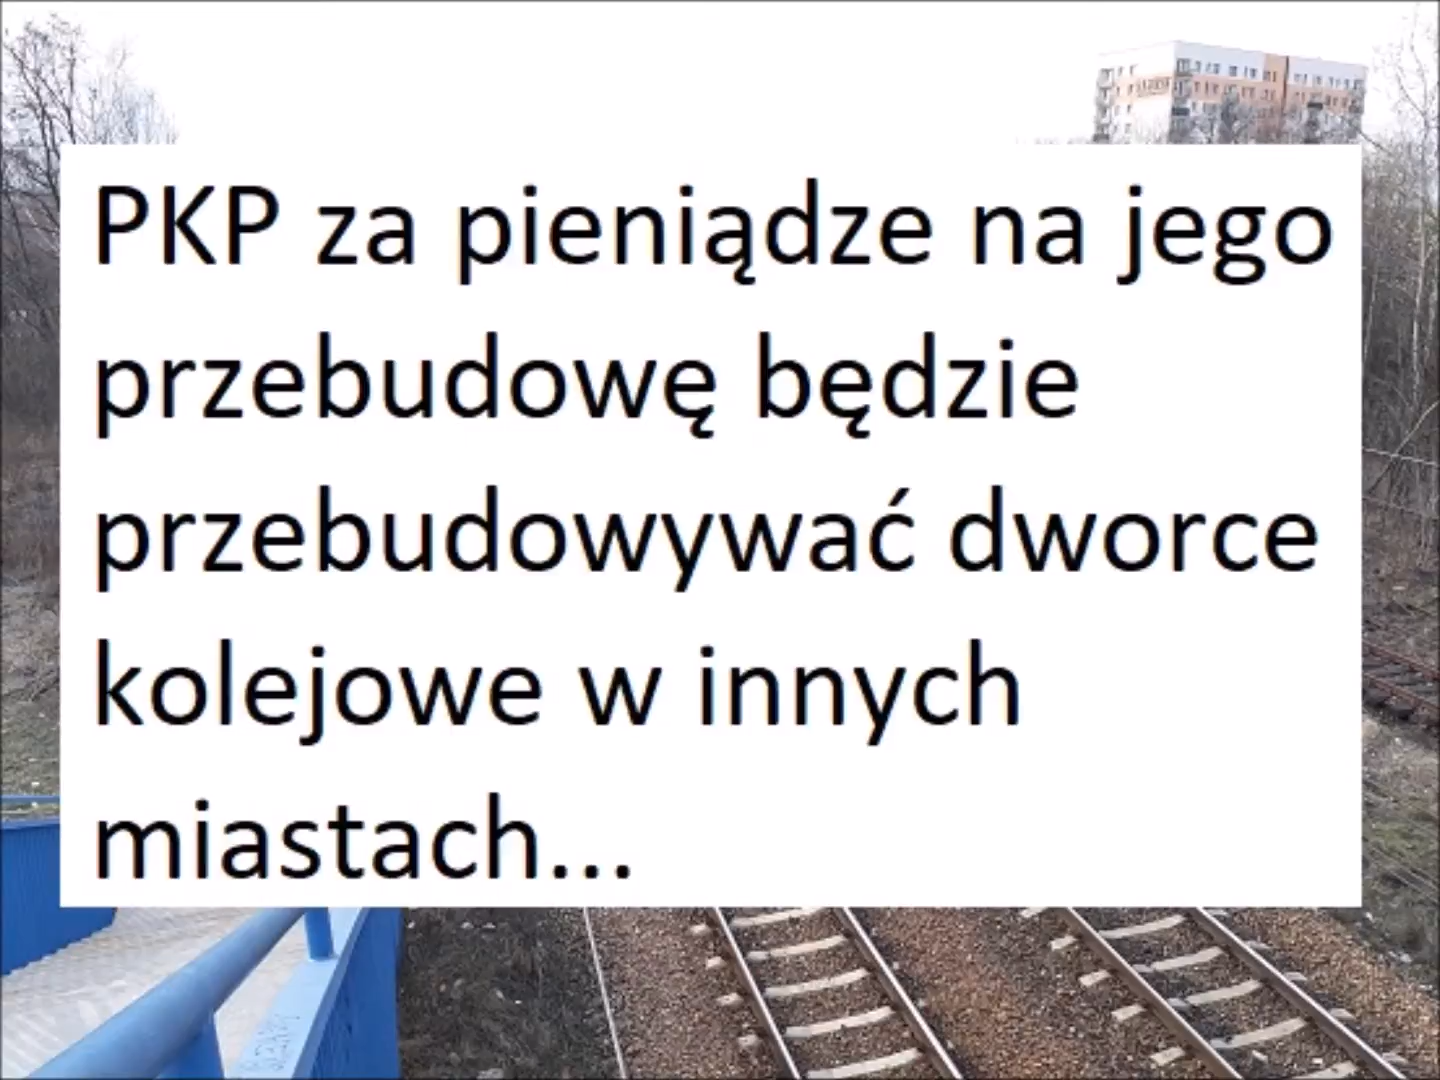 PKP za pieniądze na jego
przebudowę będzie
przebudowywać dworce
kolejowe w innych
miastach...